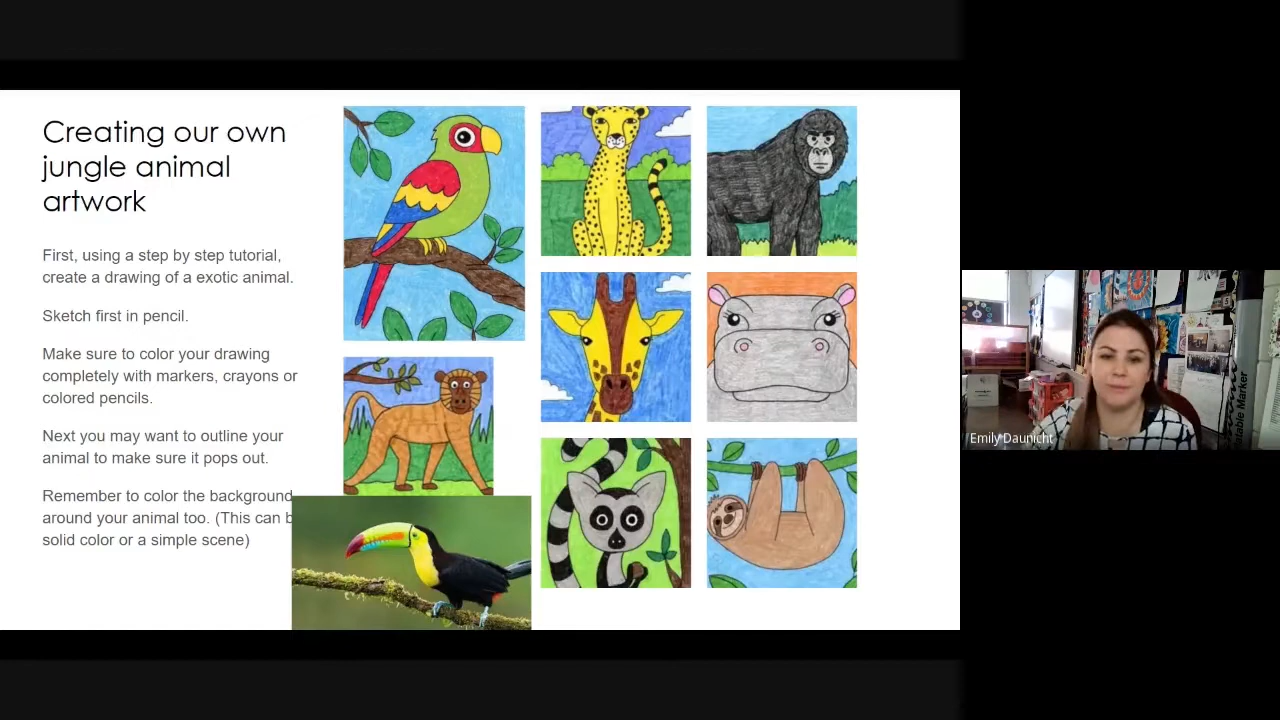 Creating our own
jungle animal
artwork
First, using a step by step tutorial,
create a drawing of a exotic animal.
Sketch first in pencil.
Make sure to color your drawing
completely with markers, crayons or
colored pencils.
Next you may want to outline your
animal to make sure it pops out.
Remember to color the background
around your animal too. (This can b
solid color or a simple scene)
Emily Daunicht
Marker